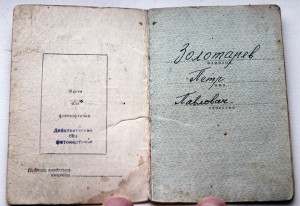 Место
для
фотокарточки
Действительно
без
фотокарточки
Золотарев
фамилия
Петр
имя
Павлович
отчество